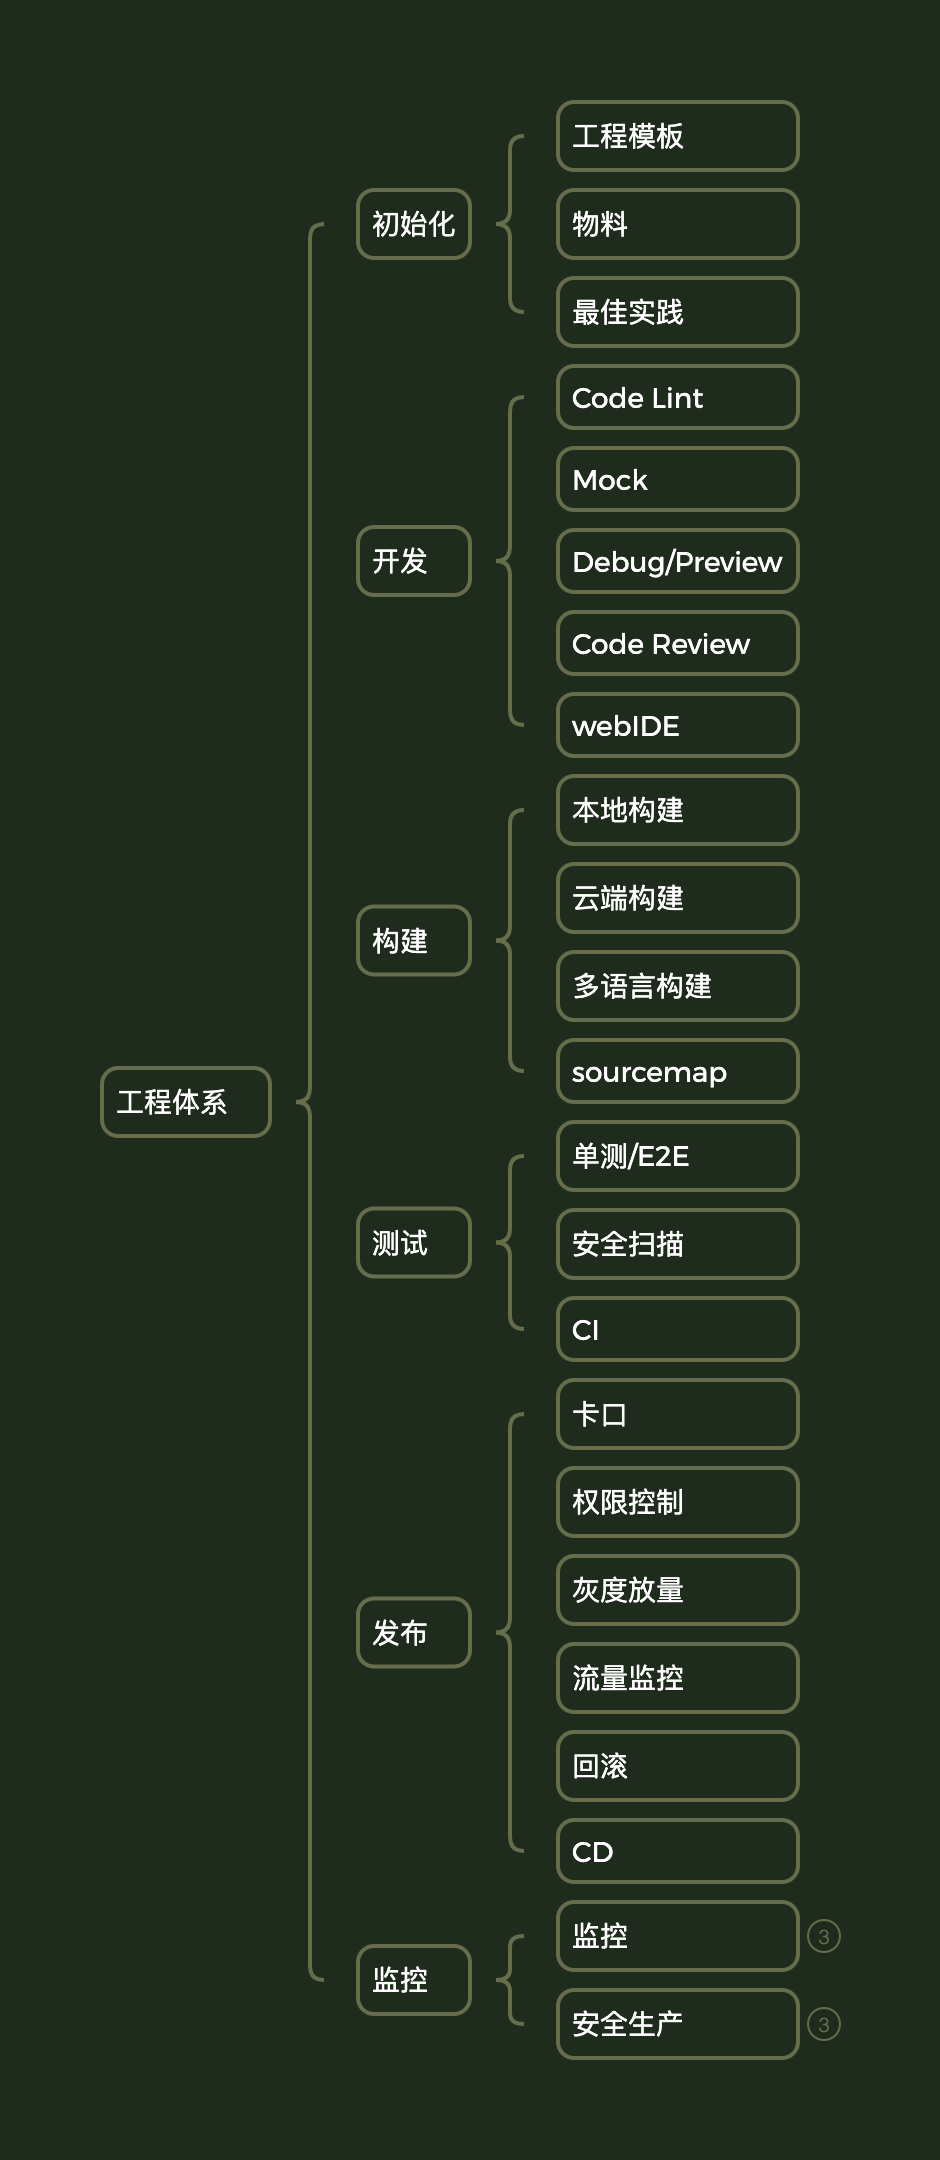 工程体系
初始化
工程模板
物料
最佳实践
开发
Code Lint
Mock
Debug/Preview
Code Review
webIDE
构建
本地构建
云端构建
多语言构建
sourcemap
测试
单测/E2E
安全扫描
CI
发布
卡口
权限控制
灰度放量
流量监控
回滚
CD
监控
监控
3
安全生产
3